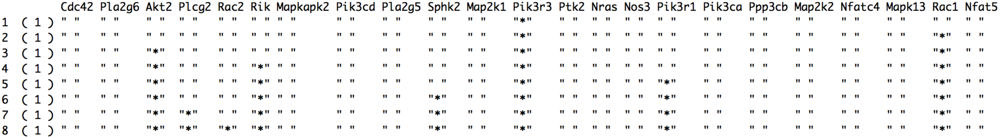 Cdc42 Pla2g6 Akt2 Plcg2 Rac2 Rik Mapkapk2 Pik3cd Pla2g5 Sphk2 Map2k1 Pik3r3 Ptk2 Nras Nos3 Pik3r1 Pik3ca Ppp3cb Map2k2 Nfatc4 Mapk13 Rac1 Nfat5
1 ( 1 ) " " " " " " " " " " " " " " " " " " " " " " "*" " " " " " " " " " " " " " " " " " " " " " "
2 ( 1 ) " " " " " " " " " " " " " " " " " " " " " " "*" " " " " " " " " " " " " " " " " " " "*" " "
3 ( 1 ) " " " " "*" " " " " " " " " " " " " " " " " "*" " " " " " " " " " " " " " " " " " " "*" " "
4 ( 1 ) " " " " "*" " " " " "*" " " " " " " " " " " "*" " " " " " " " " " " " " " " " " " " "*" " "
5 ( 1 ) " " " " "*" " " " " "*" " " " " " " " " " " "*" " " " " " " "*" " " " " " " " " " " "*" " "
6 ( 1 ) " " " " "*" " " " " "*" " " " " " " "*" " " "*" " " " " " " "*" " " " " " " " " " " "*" " "
7 ( 1 ) " " " " "*" "*" " " "*" " " " " " " "*" " " "*" " " " " " " "*" " " " " " " " " " " "*" " "
8 ( 1 ) " " " " "*" "*" "*" "*" " " " " " " "*" " " "*" " " " " " " "*" " " " " " " " " " " "*" " "